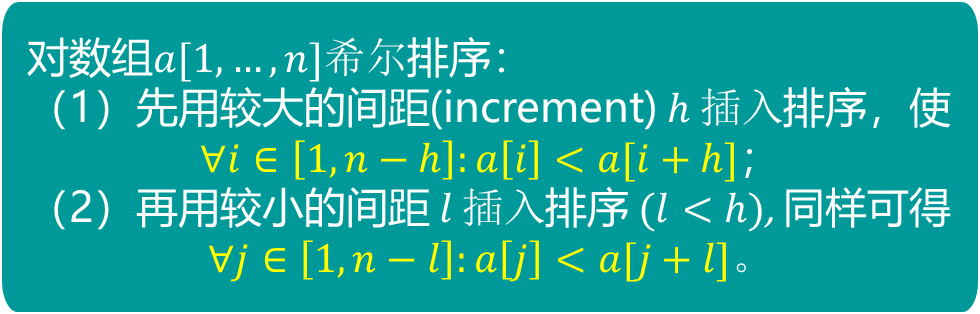 对数组a[1, … , n]希尔排序：
（1）先用较大的间距(increment) h 插入排序，使
∀i ∈ [1, n − h]: a[i] < a[i + h]；
（2）再用较小的间距 l 插入排序 (l < h), 同样可得
∀j ∈ [1, n − l]: a[j] < a[j + l]。